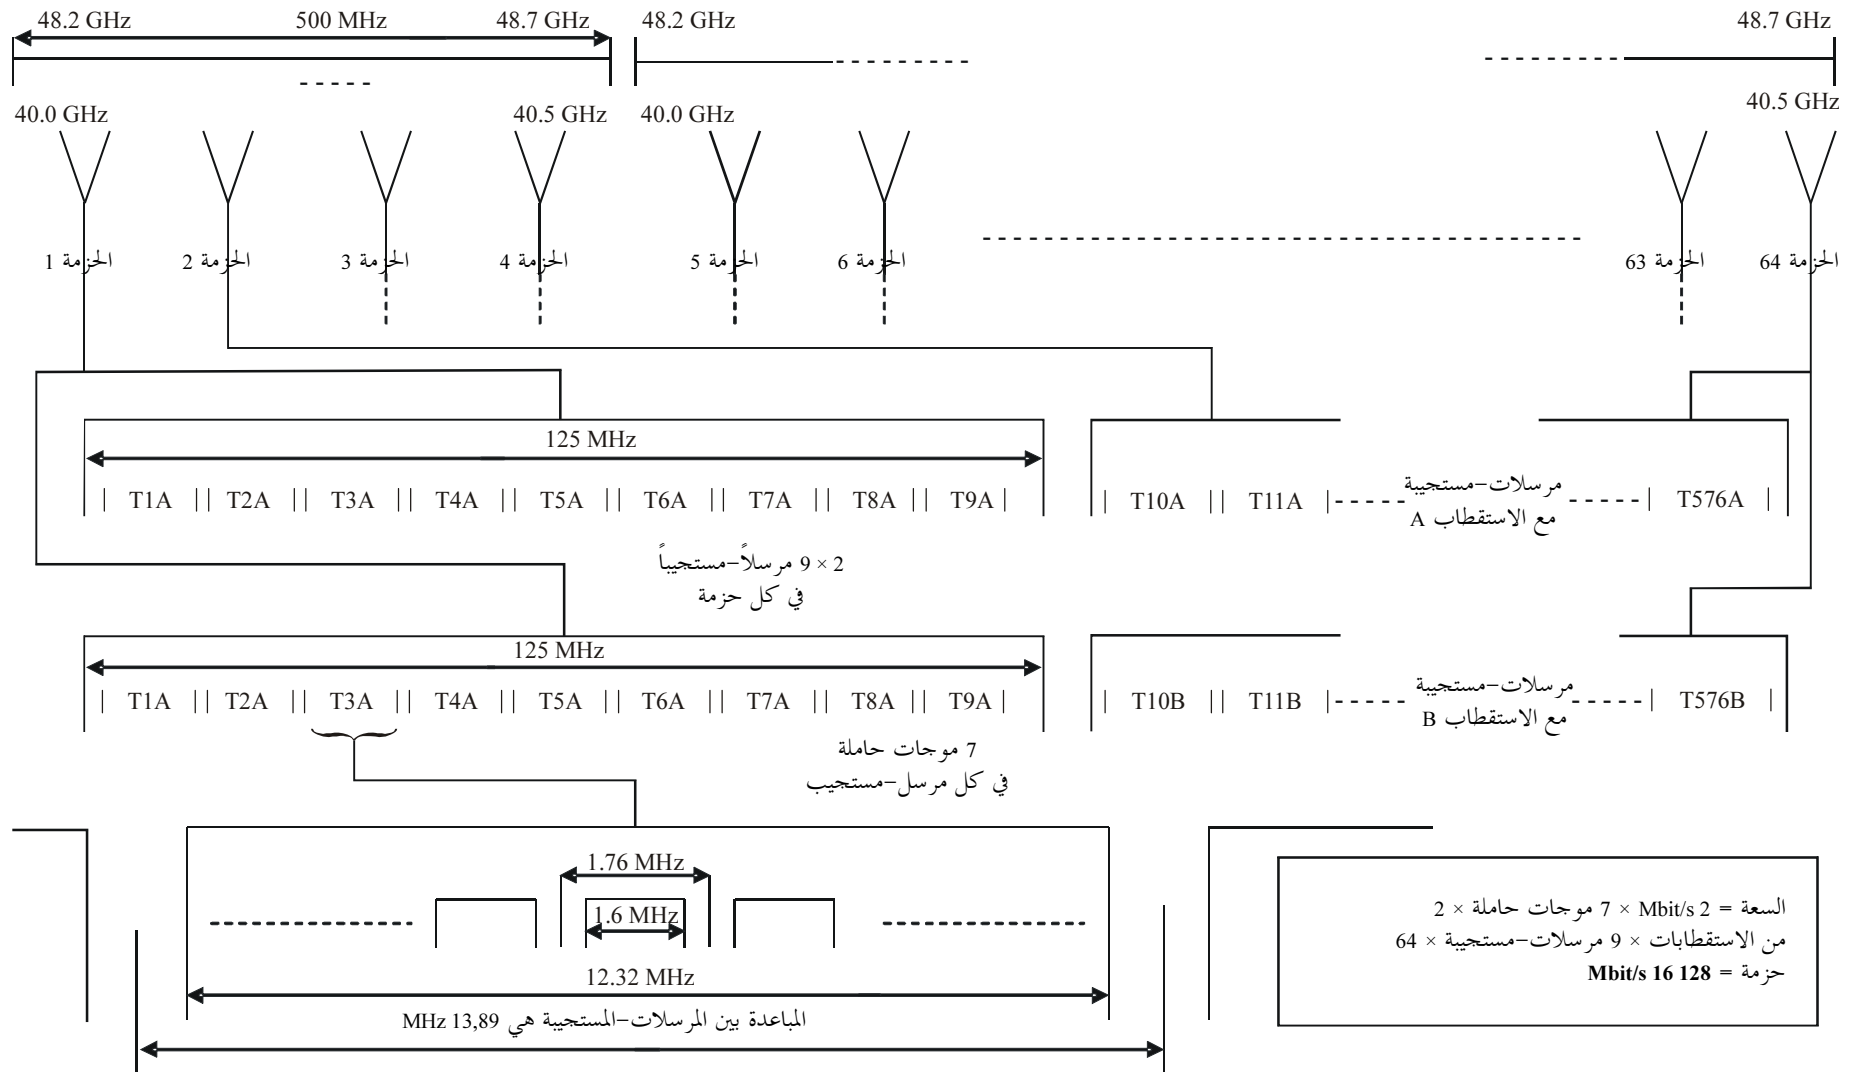 48.2 GHz 500 MHz 48.7 GHz 48.2 GHz 48.7 GHz
40.0 GHz 40.5 GHz 40.0 GHz 40.5 GHz
الحزمة 1 الحزمة 2 الحزمة 3 الحزمة 4 الحزمة 5 الحزمة 6 الحزمة 63 الحزمة 64
125 MHz
T1A T2A T3A T4A T5A T6A T7A T8A T9A T10A T11A
مرسلات-مستجيبة
مع الاستقطاب A
T576A
2 × 9 مرسلاً-مستجيباً
في كل حزمة
125 MHz
T1A T2A T3A T4A T5A T6A T7A T8A T9A T10B T11B
مرسلات-مستجيبة
مع الاستقطاب B
T576B
7 موجات حاملة
في كل مرسل-مستجيب
1.76 MHz
1.6 MHz
12.32 MHz
المباعدة بين المرسلات-المستجيبة هي MHz 13,89
السعة = Mbit/s 2 × 7 موجات حاملة × 2
من الاستقطابات × 9 مرسلات-مستجيبة × 64
حزمة = Mbit/s 16 128